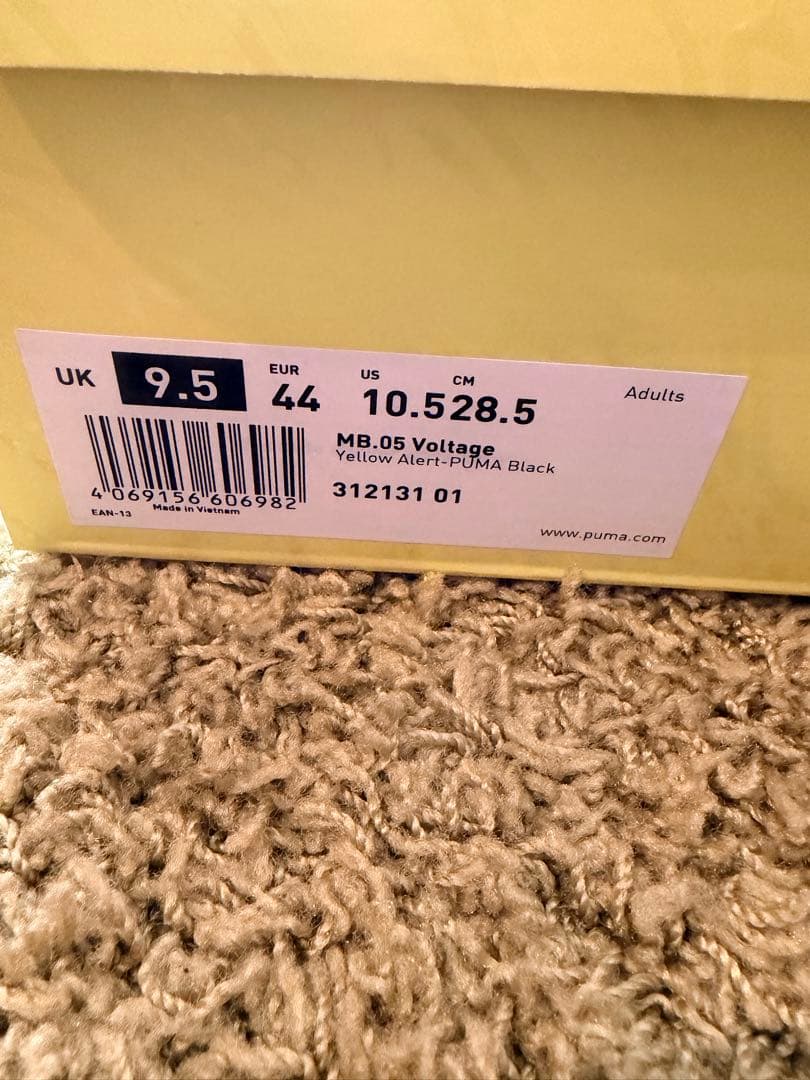 UK 9.5 EUR 44 US 10.5 CM 28.5 Adults
MB.05 Voltage
Yellow Alert-PUMA Black
312131 01
4 069156 606982
EAN-13 Made in Vietnam
www.puma.com